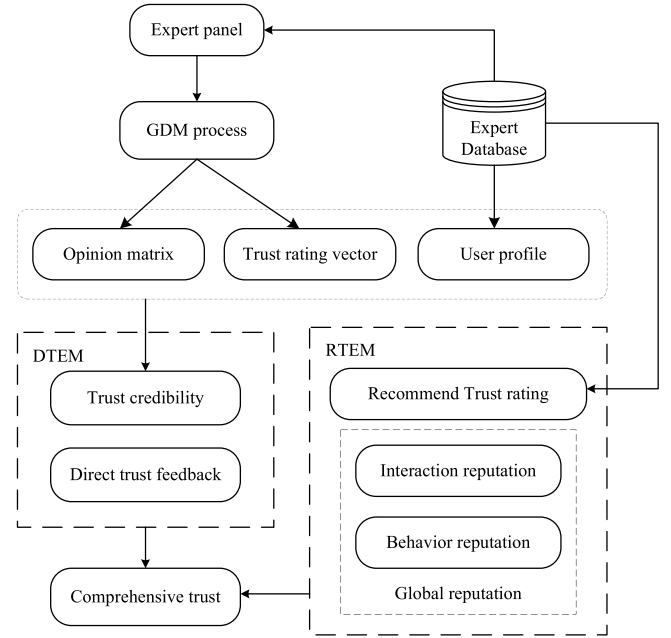 Expert panel
GDM process
Expert
Database
Opinion matrix
Trust rating vector
User profile
DTEM
Trust credibility
Direct trust feedback
RTEM
Recommend Trust rating
Interaction reputation
Behavior reputation
Global reputation
Comprehensive trust